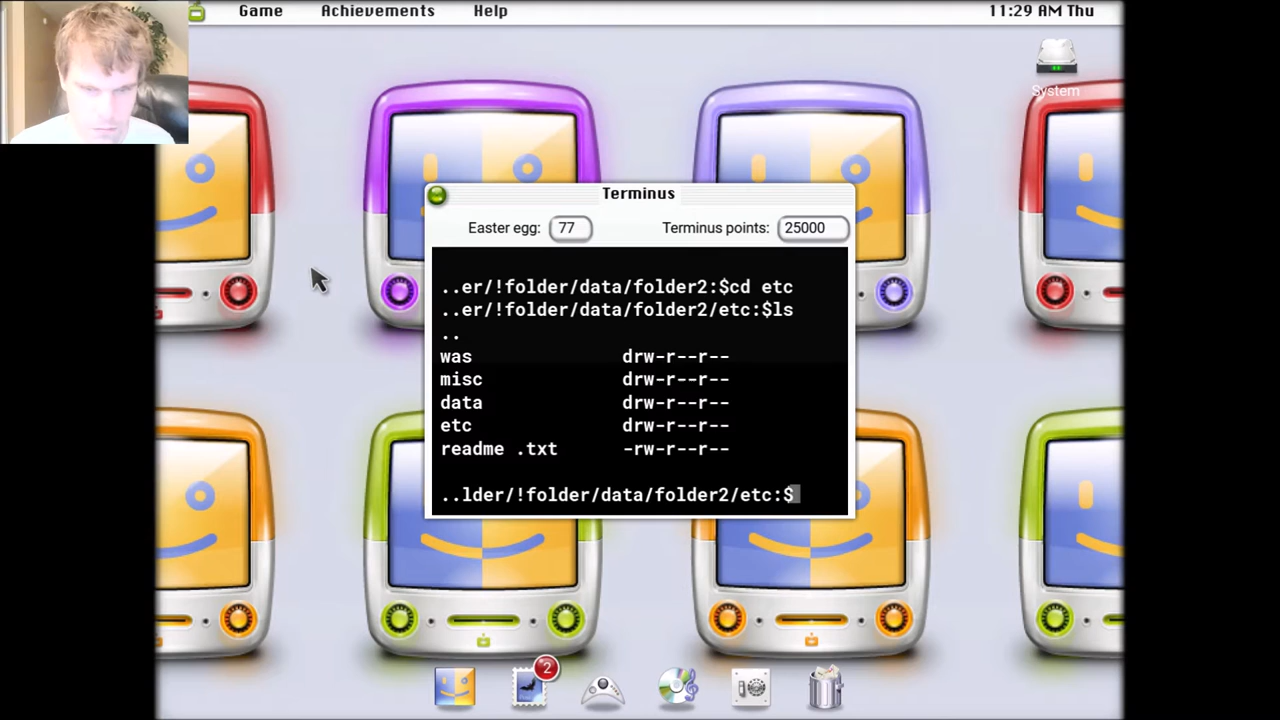 Game Achievements Help 11:29 AM Thu
System
Terminus
Easter egg: 77 Terminus points: 25000
..er/!folder/data/folder2:$cd etc
..er/!folder/data/folder2/etc:$ls
..
was drw-r--r--
misc drw-r--r--
data drw-r--r--
etc drw-r--r--
readme .txt -rw-r--r--
..lder/!folder/data/folder2/etc:$
2